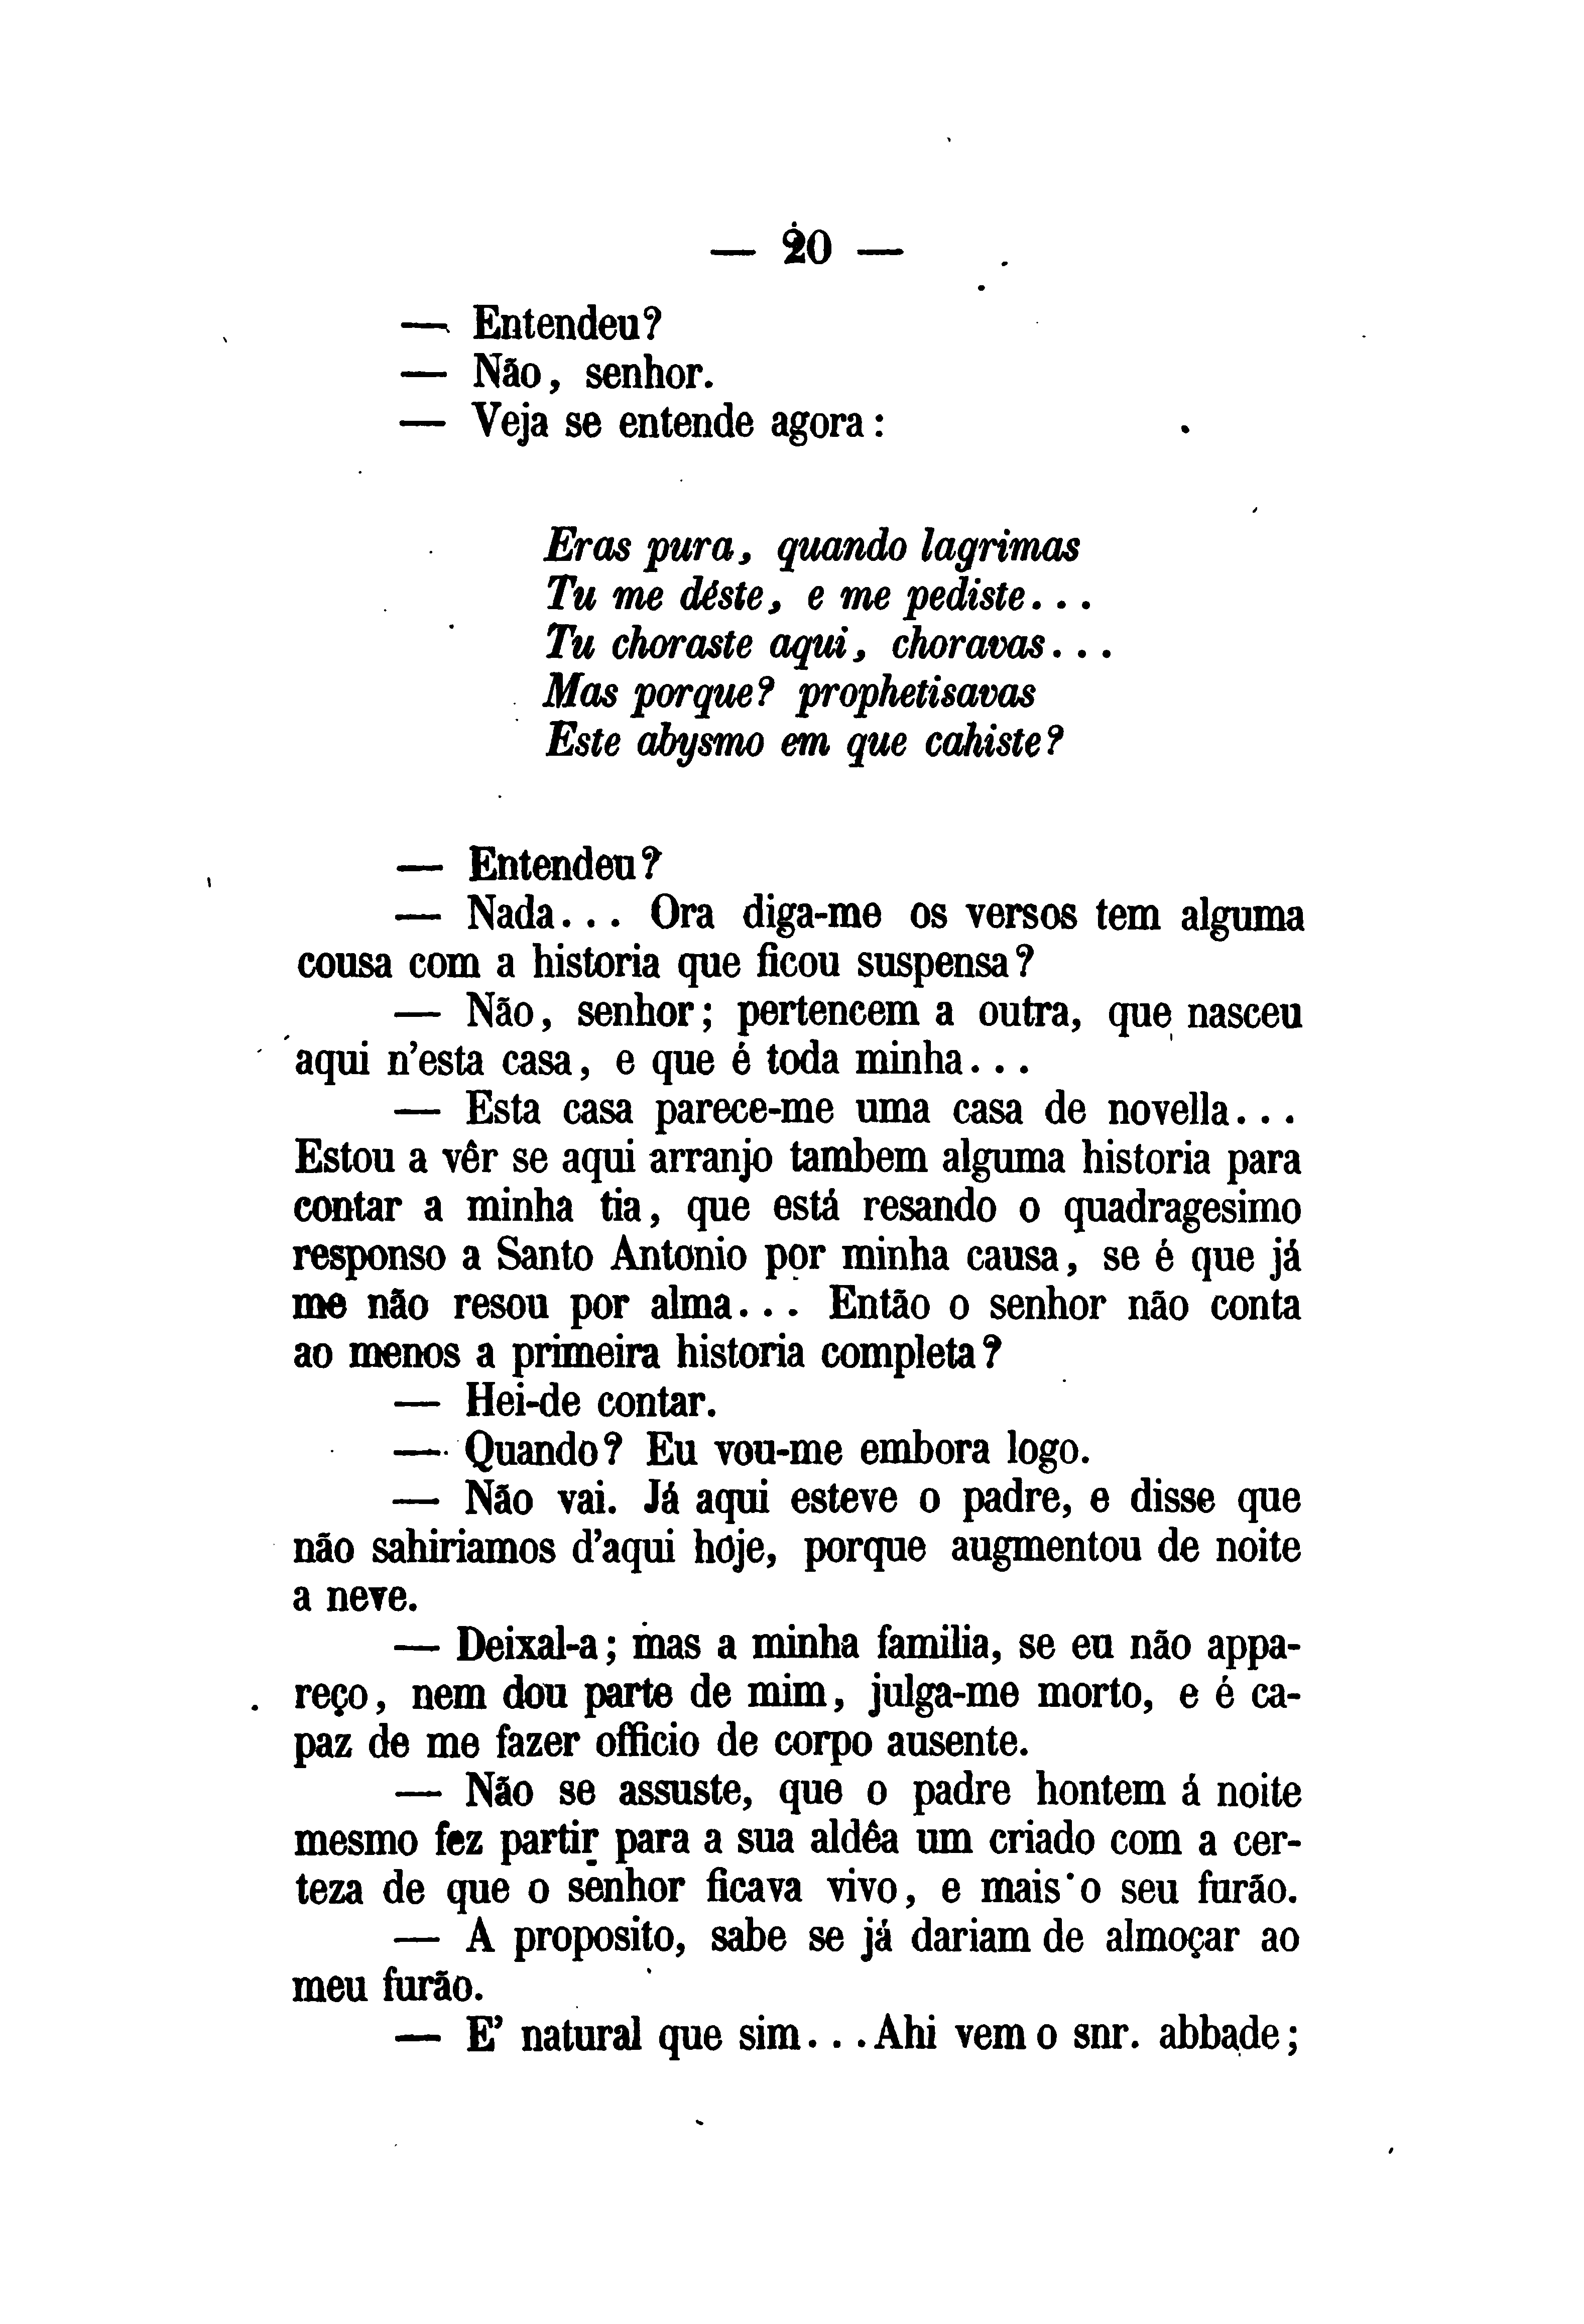 — 20 —
— Entendeu?
— Não, senhor.
— Veja se entende agora:
Eras pura, quando lagrimas
Tu me déste, e me pediste...
Tu choraste aqui, choravas...
Mas porque? prophetisavas
Este abysmo em que cahiste?
— Entendeu?
— Nada... Ora diga-me os versos tem alguma
cousa com a historia que ficou suspensa?
— Não, senhor; pertencem a outra, que nasceu
aqui n'esta casa, e que é toda minha...
— Esta casa parece-me uma casa de novella...
Estou a vêr se aqui arranjo tambem alguma historia para
contar a minha tia, que está resando o quadragesimo
responso a Santo Antonio por minha causa, se é que já
me não resou por alma... Então o senhor não conta
ao menos a primeira historia completa?
— Hei-de contar.
— Quando? Eu vou-me embora logo.
— Não vai. Já aqui esteve o padre, e disse que
não sahiriamos d'aqui hoje, porque augmentou de noite
a neve.
— Deixal-a; mas a minha familia, se eu não appa-
reço, nem dou parte de mim, julga-me morto, e é ca-
paz de me fazer officio de corpo ausente.
— Não se assuste, que o padre hontem á noite
mesmo fez partir para a sua aldêa um criado com a cer-
teza de que o senhor ficava vivo, e mais o seu furão.
— A proposito, sabe se já dariam de almoçar ao
meu furão.
— E' natural que sim... Ahi vem o snr. abbade;